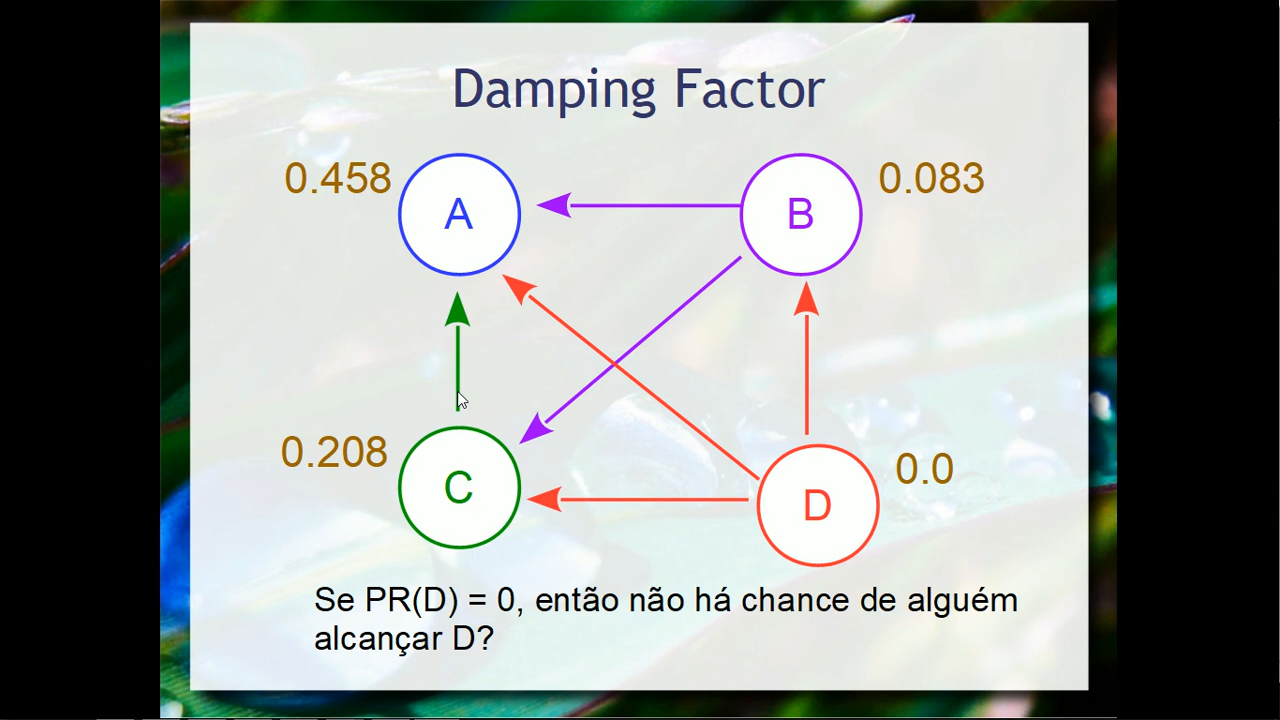 Damping Factor
0.458
A
B
0.083
0.208
C
D
0.0
Se PR(D) = 0, então não há chance de alguém
alcançar D?